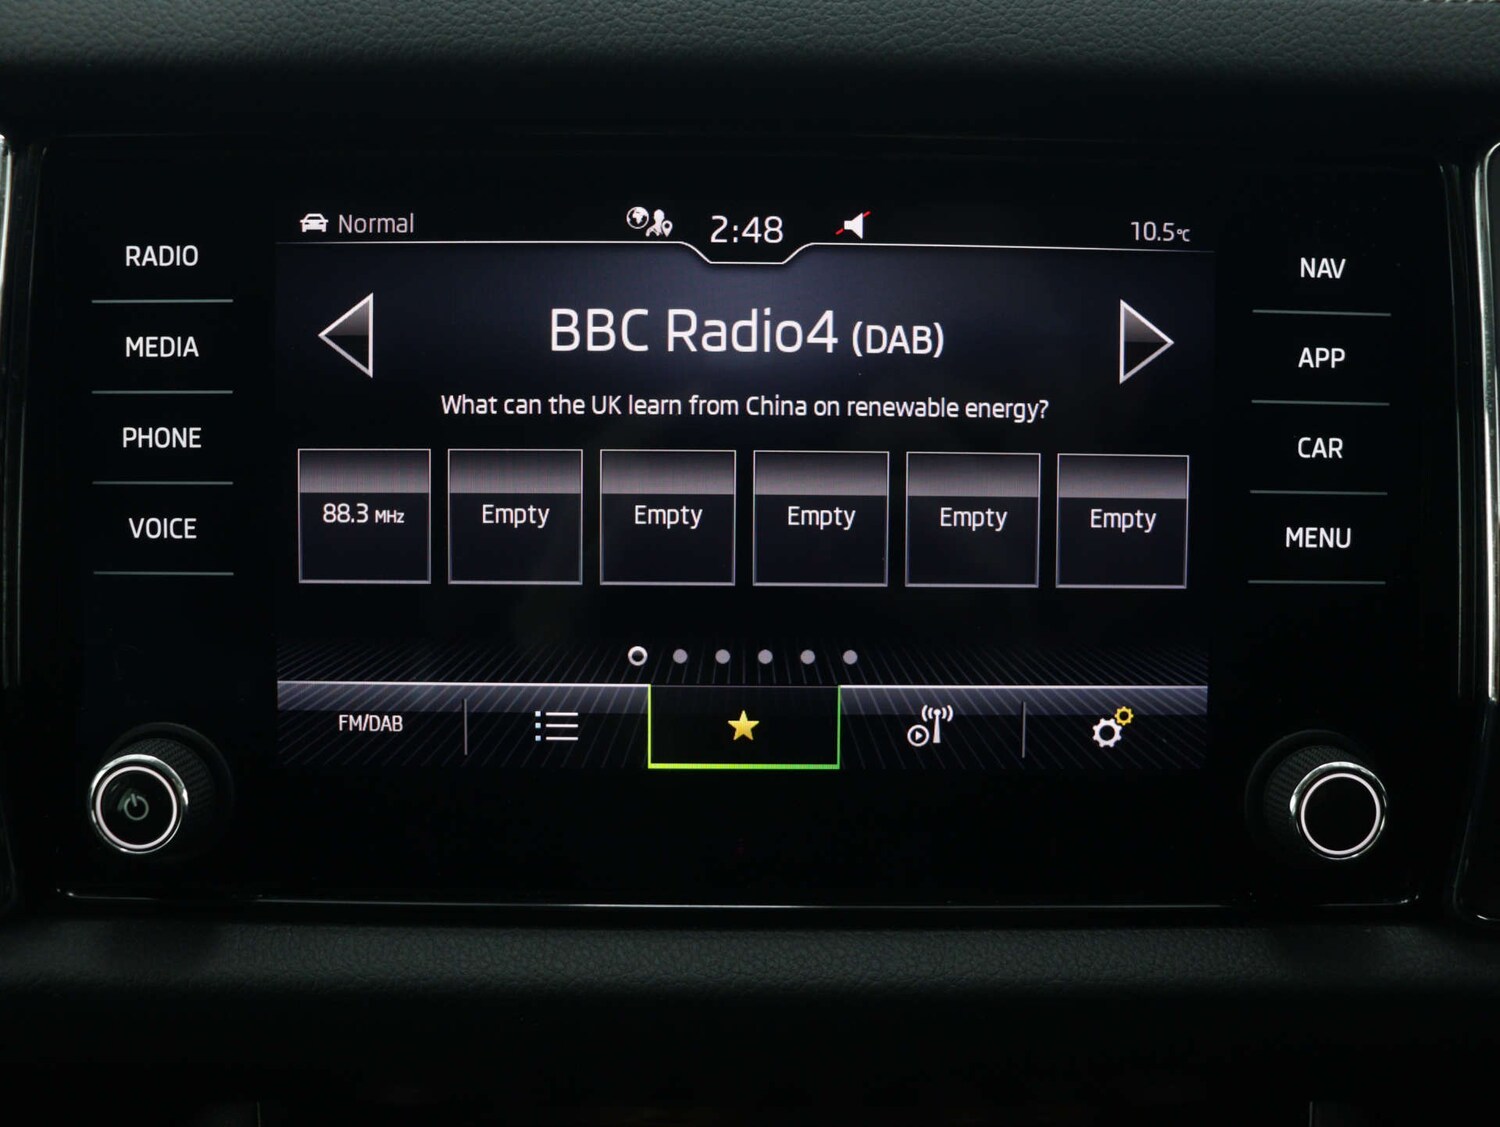 Normal
2:48
10.5°C
RADIO
MEDIA
PHONE
VOICE
BBC Radio4 (DAB)
What can the UK learn from China on renewable energy?
88.3 MHz
Empty
Empty
Empty
Empty
Empty
FM/DAB
NAV
APP
CAR
MENU